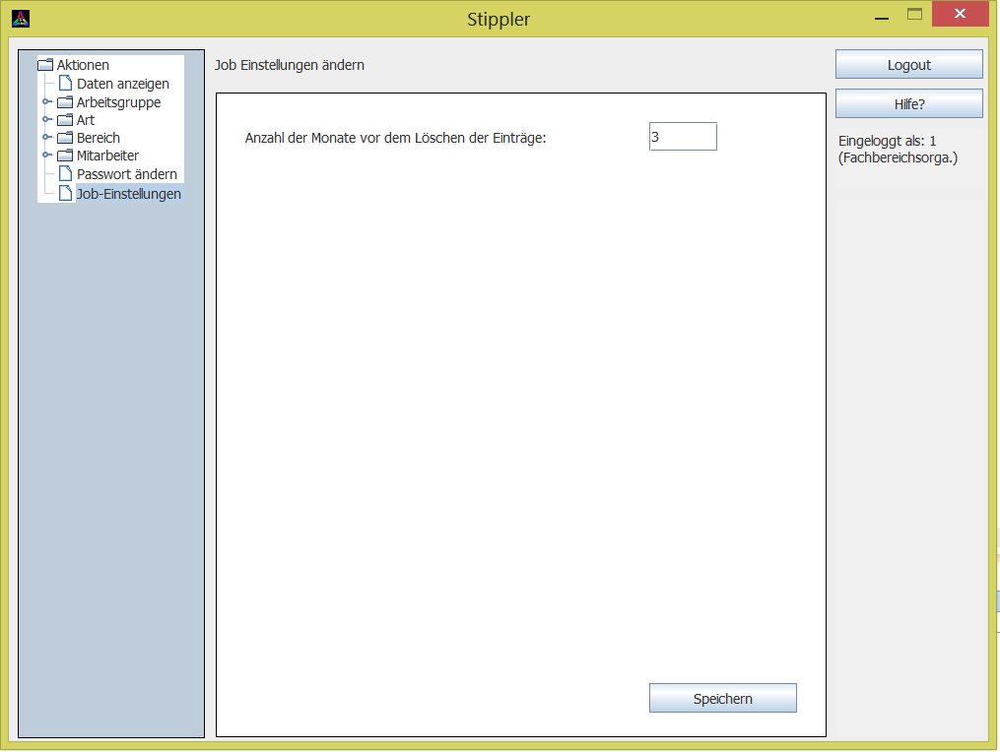 Stippler
Aktionen
Daten anzeigen
Arbeitsgruppe
Art
Bereich
Mitarbeiter
Passwort ändern
Job-Einstellungen
Job Einstellungen ändern
Anzahl der Monate vor dem Löschen der Einträge:
3
Speichern
Logout
Hilfe?
Eingeloggt als: 1
(Fachbereichsorga.)